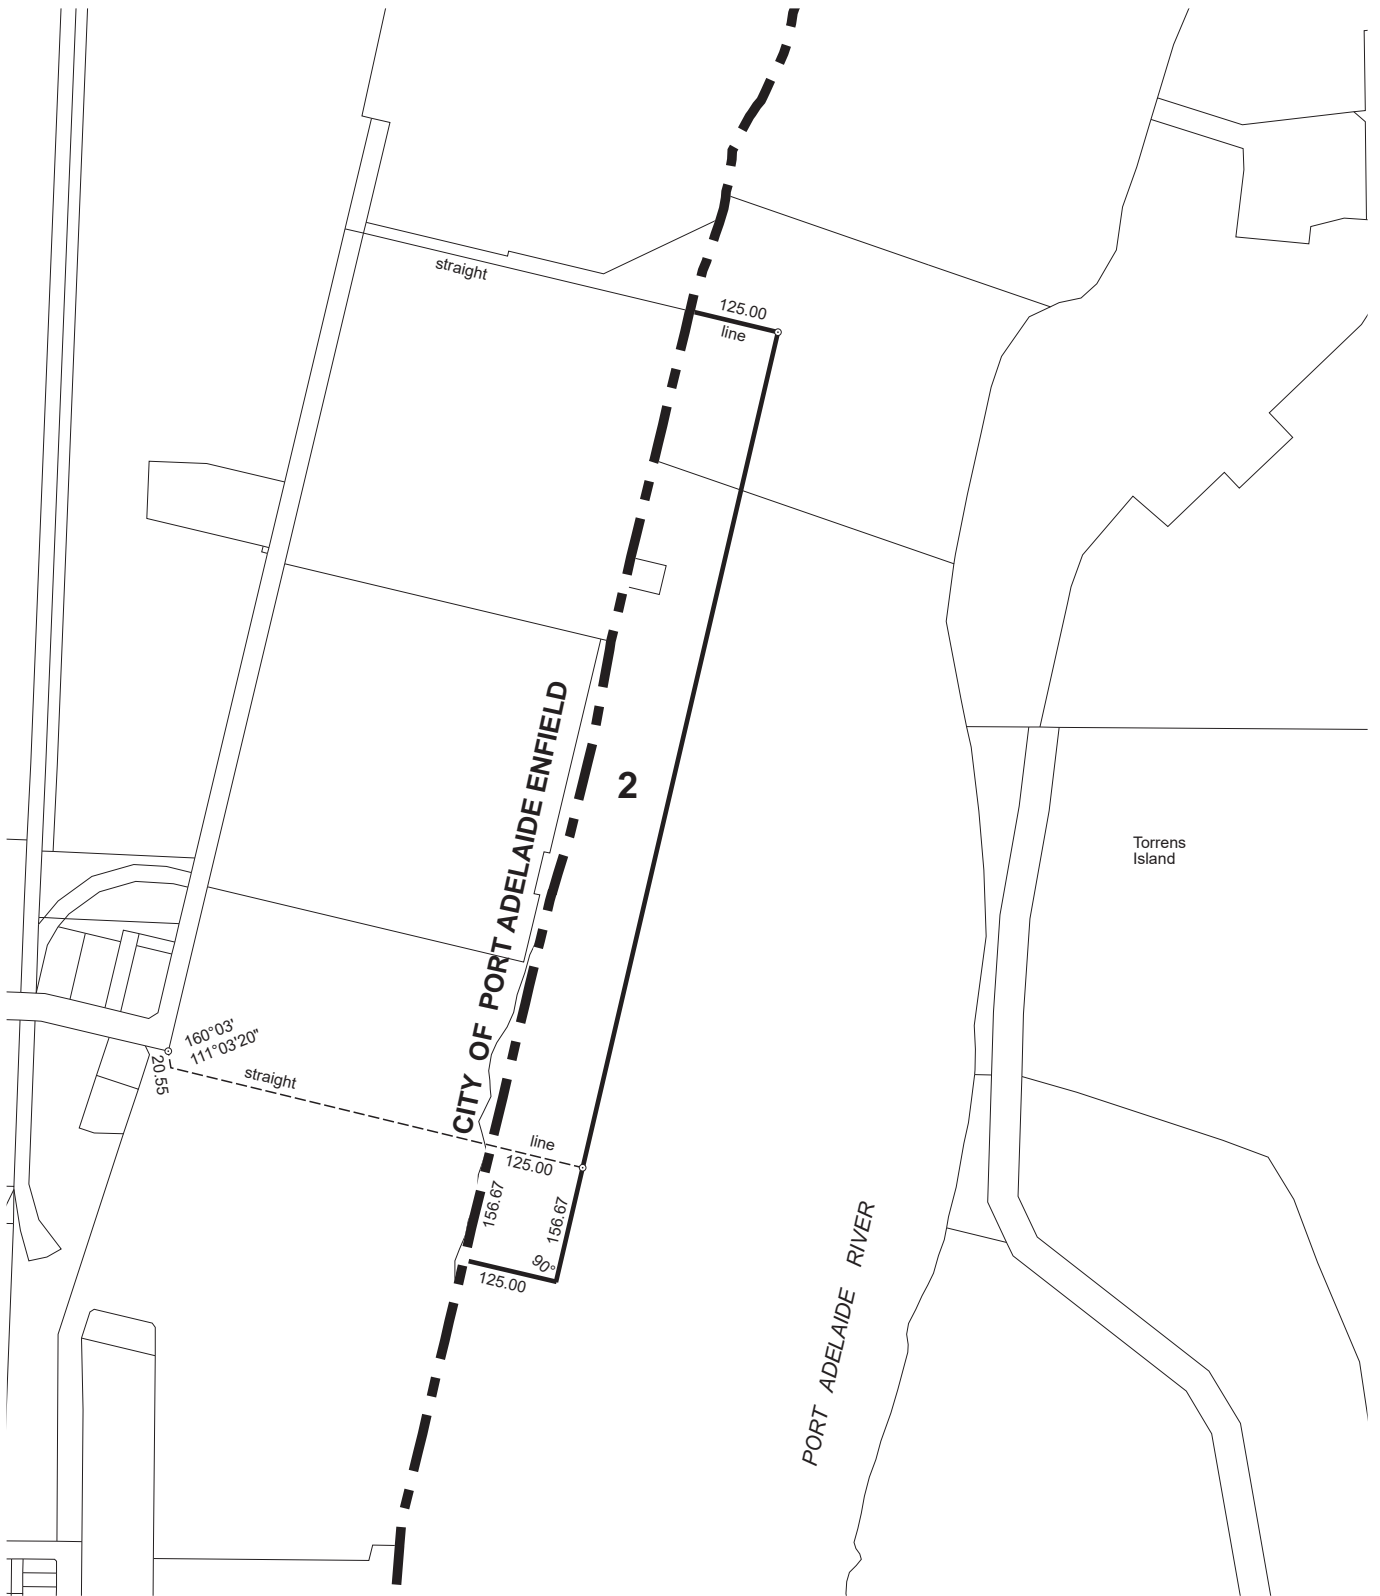 straight
125.00
line
CITY OF PORT ADELAIDE ENFIELD
2
Torrens
Island
160°03'
111°03'20"
20.55
straight
line
125.00
156.67
156.67
90°
125.00
PORT ADELAIDE RIVER